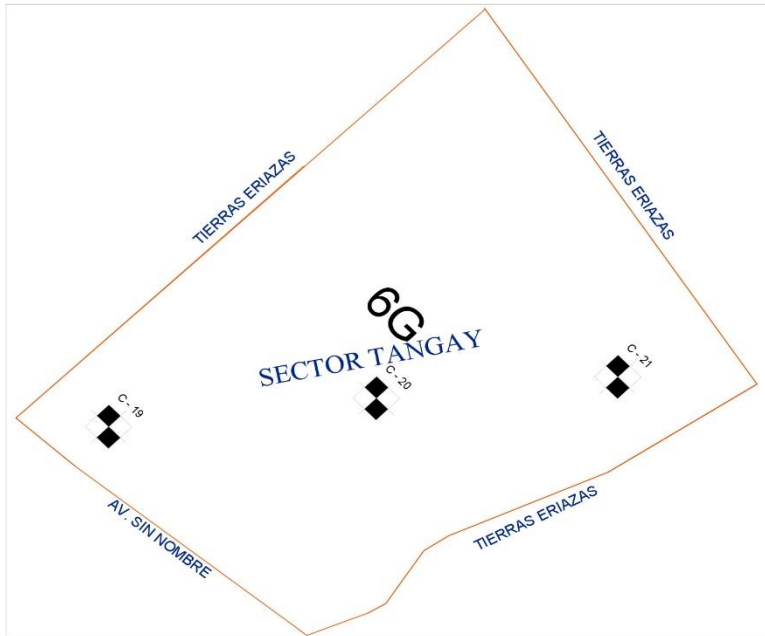 TIERRAS ERIAZAS
TIERRAS ERIAZAS
6G
SECTOR TANGAY
C - 21
C - 20
C - 19
AV. SIN NOMBRE
TIERRAS ERIAZAS